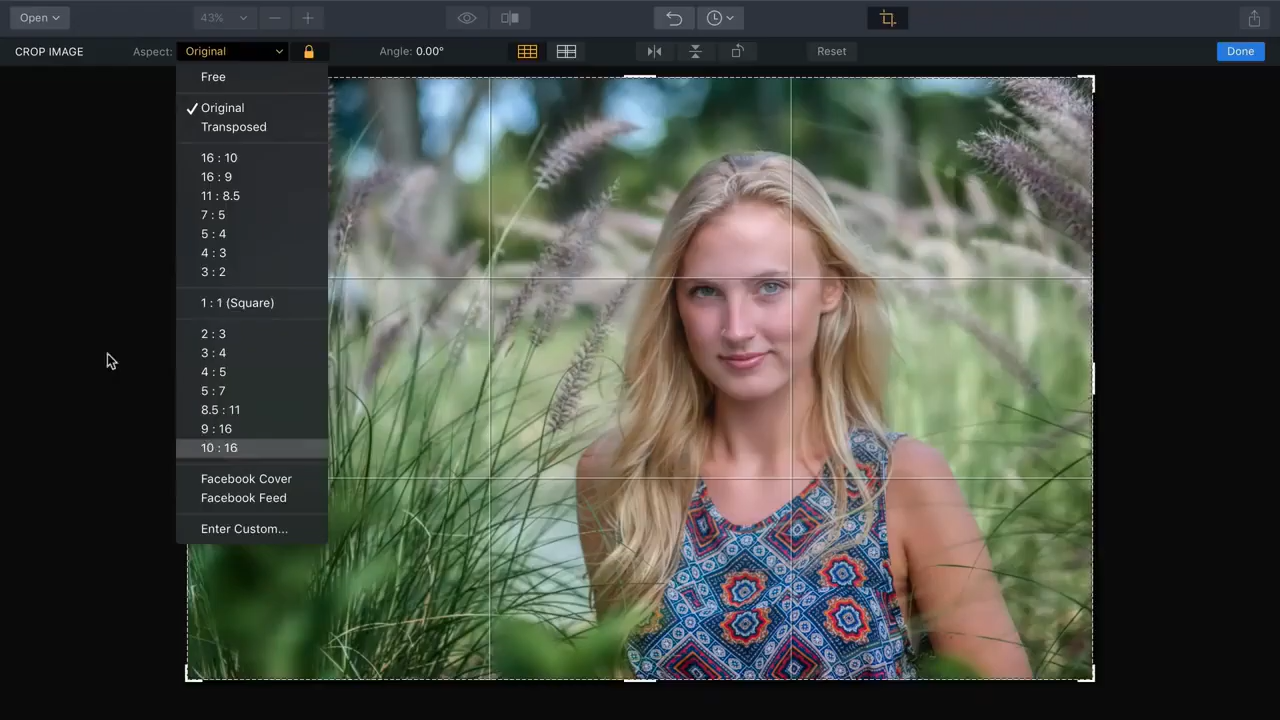 Open
43%
CROP IMAGE
Aspect: Original
Angle: 0.00°
Reset
Done
Free
Original
Transposed
16 : 10
16 : 9
11 : 8.5
7 : 5
5 : 4
4 : 3
3 : 2
1 : 1 (Square)
2 : 3
3 : 4
4 : 5
5 : 7
8.5 : 11
9 : 16
10 : 16
Facebook Cover
Facebook Feed
Enter Custom...